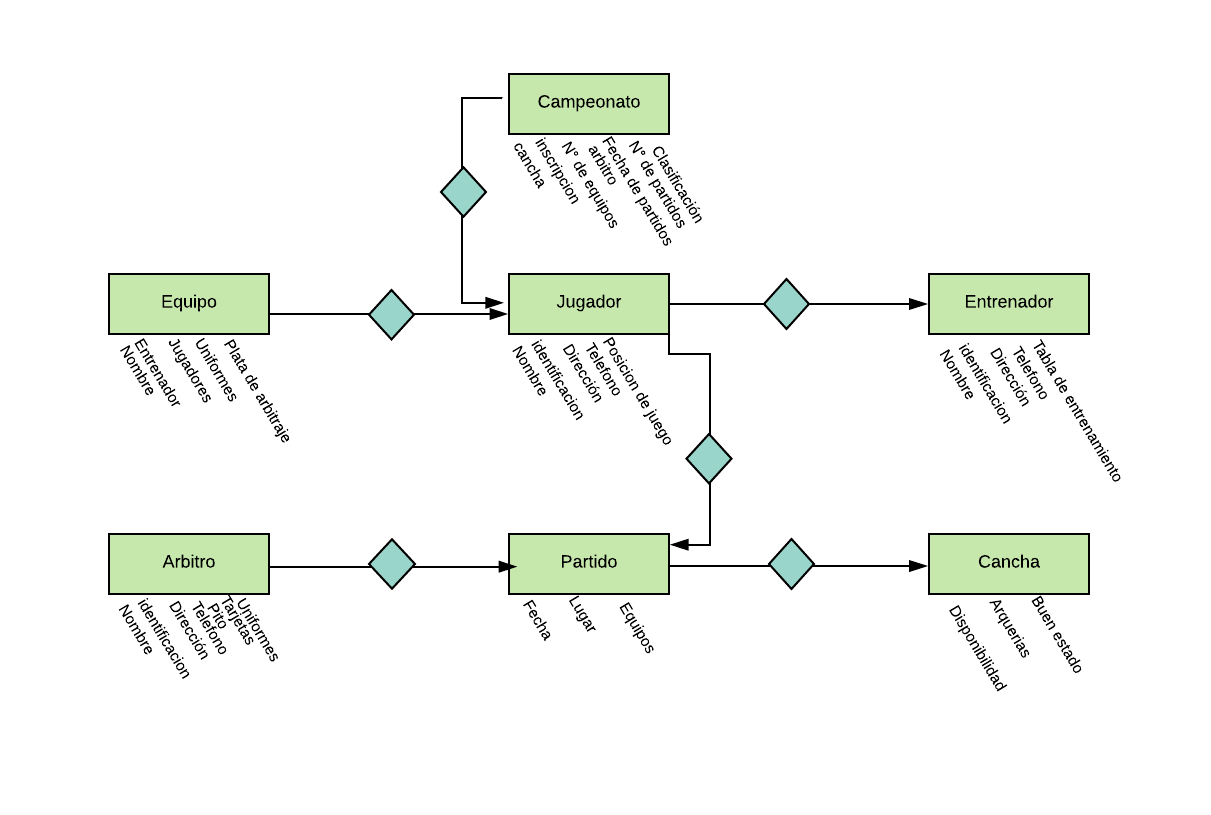 Campeonato
cancha
inscripcion
N° de equipos
arbitro
Fecha de partidos
N° de partidos
Clasificación
Equipo
Nombre
Entrenador
Jugadores
Uniformes
Plata de arbitraje
Jugador
Nombre
identificacion
Dirección
Telefono
Posicion de juego
Entrenador
Nombre
identificacion
Dirección
Telefono
Tabla de entrenamiento
Arbitro
Nombre
identificacion
Dirección
Telefono
Pito
Tarjetas
Uniformes
Partido
Fecha
Lugar
Equipos
Cancha
Disponibilidad
Arquerias
Buen estado